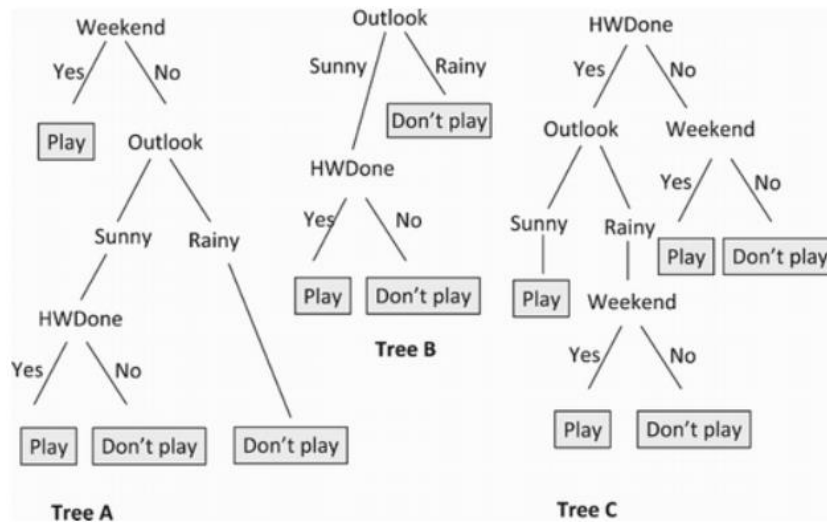 Weekend
Yes No
Play
Outlook
Sunny Rainy
HWDone
Yes No
Play Don't play Don't play
Tree A
Outlook
Sunny Rainy
Don't play
HWDone
Yes No
Play Don't play
Tree B
HWDone
Yes No
Outlook Weekend
Yes No
Sunny Rainy
Play Don't play
Play
Weekend
Yes No
Play Don't play
Tree C